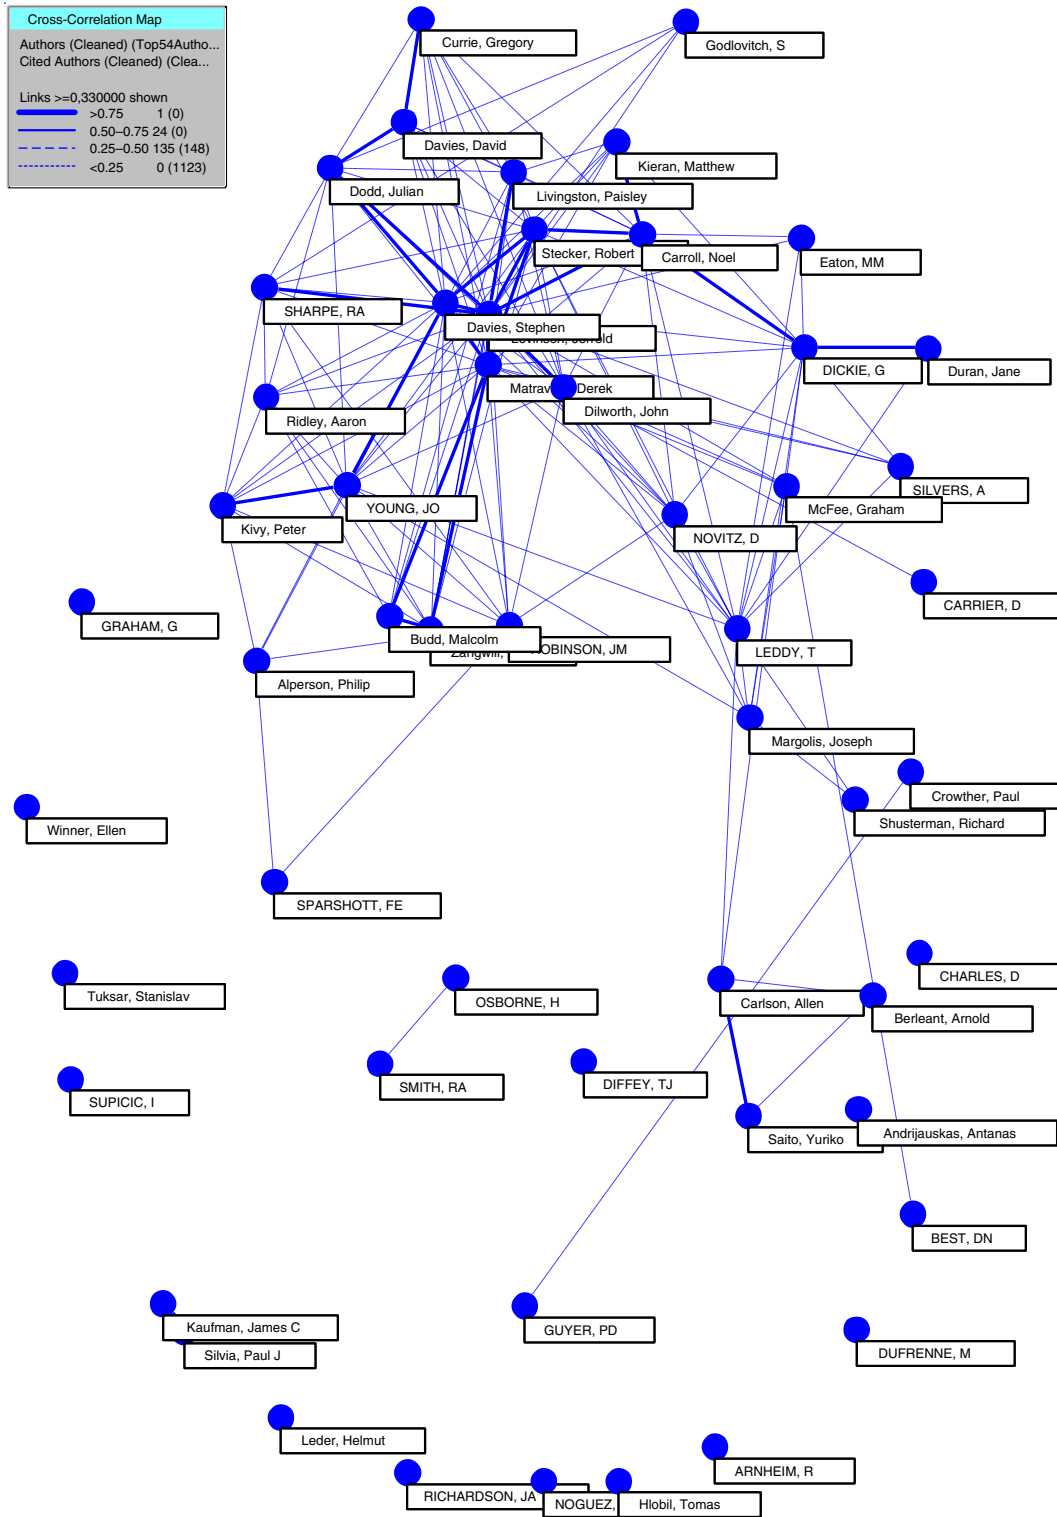 Cross-Correlation Map
Authors (Cleaned) (Top54Autho...
Cited Authors (Cleaned) (Clea...
Links >=0,330000 shown
>0.75 1 (0)
0.50–0.75 24 (0)
0.25–0.50 135 (148)
<0.25 0 (1123)
Currie, Gregory
Godlovitch, S
Davies, David
Kieran, Matthew
Dodd, Julian
Livingston, Paisley
Stecker, Robert
Carroll, Noel
Eaton, MM
SHARPE, RA
Davies, Stephen
DICKIE, G
Duran, Jane
Derek
Dilworth, John
Ridley, Aaron
SILVERS, A
McFee, Graham
YOUNG, JO
Kivy, Peter
NOVITZ, D
CARRIER, D
GRAHAM, G
Budd, Malcolm
ROBINSON, JM
LEDDY, T
Alperson, Philip
Margolis, Joseph
Crowther, Paul
Shusterman, Richard
Winner, Ellen
SPARSHOTT, FE
CHARLES, D
Tuksar, Stanislav
OSBORNE, H
Carlson, Allen
Berleant, Arnold
SMITH, RA
DIFFEY, TJ
SUPICIC, I
Saito, Yuriko
Andrijauskas, Antanas
BEST, DN
Kaufman, James C
GUYER, PD
Silvia, Paul J
DUFRENNE, M
Leder, Helmut
ARNHEIM, R
RICHARDSON, JA
NOGUEZ,
Hlobil, Tomas